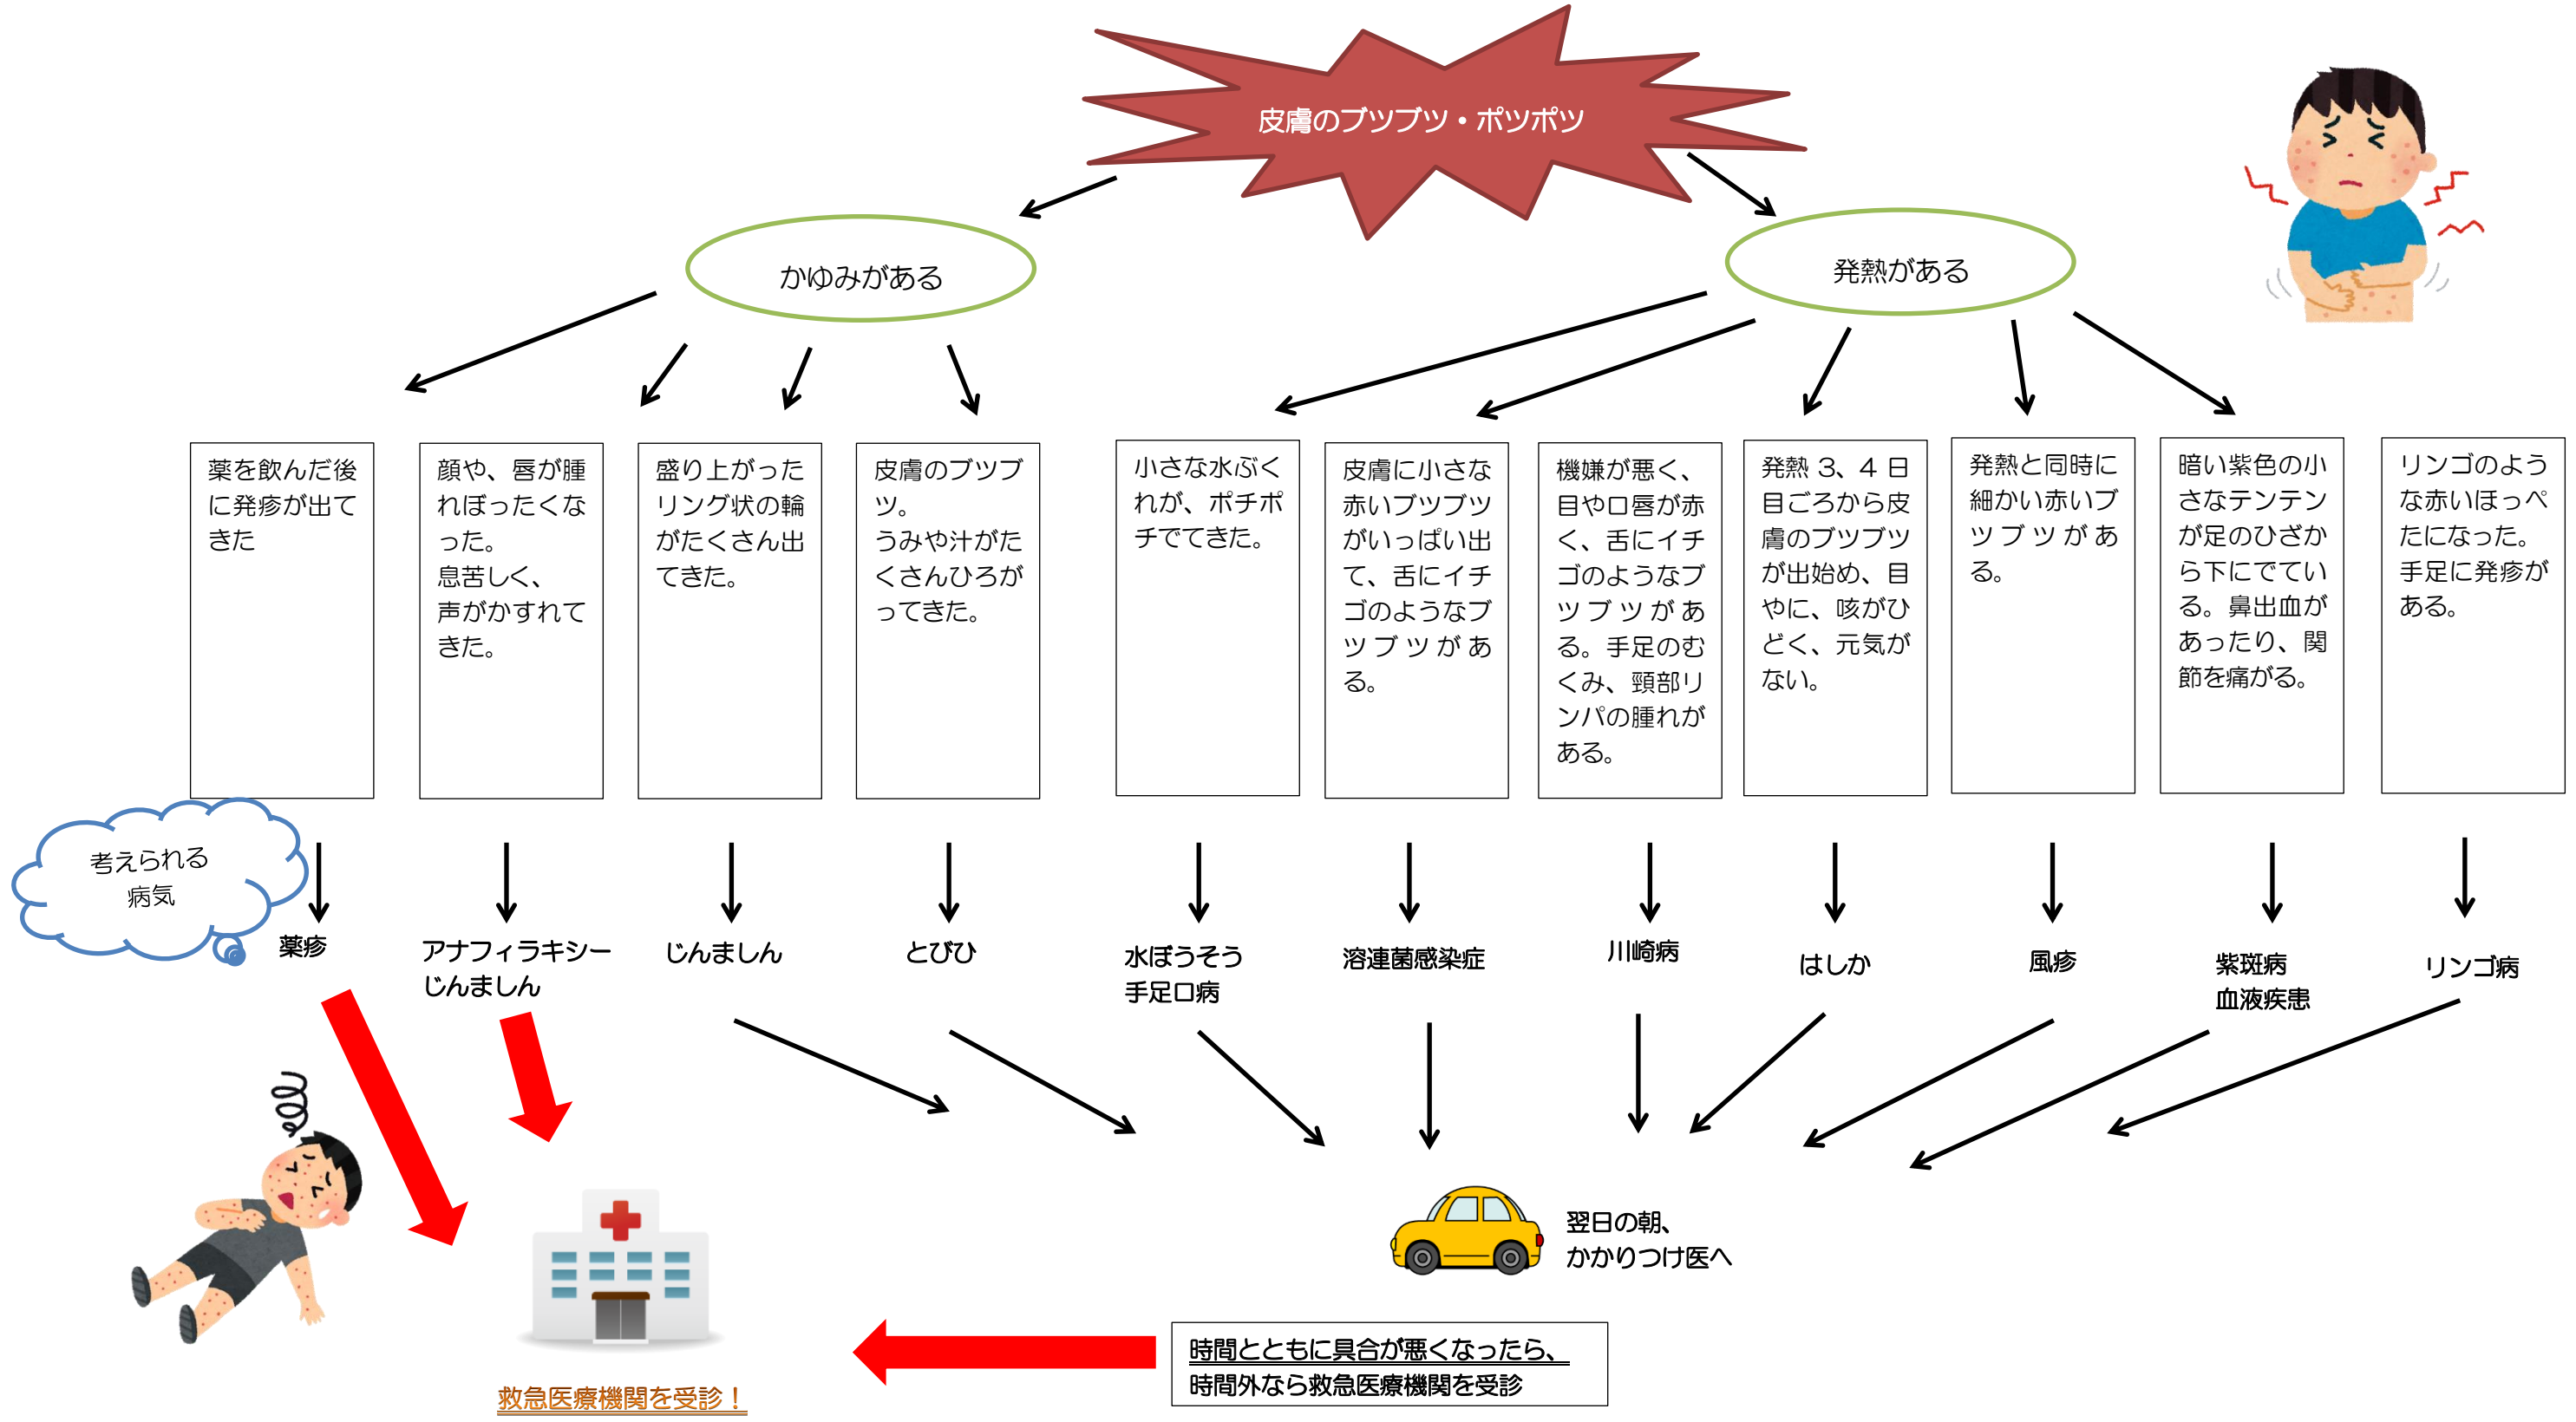 皮膚のブツブツ・ポツポツ
かゆみがある
発熱がある
薬を飲んだ後
に発疹が出て
きた
顔や、唇が腫
れぼったくな
った。
息苦しく、
声がかすれて
きた。
盛り上がった
リング状の輪
がたくさん出
てきた。
皮膚のブツブ
ツ。
うみや汁がた
くさんひろが
ってきた。
小さな水ぶく
れが、ポチポ
チでてきた。
皮膚に小さな
赤いブツブツ
がいっぱい出
て、舌にイチ
ゴのようなブ
ツブツがあ
る。
機嫌が悪く、
目や口唇が赤
く、舌にイチ
ゴのようなブ
ツブツがあ
る。手足のむ
くみ、頸部リ
ンパの腫れが
ある。
発熱 3、4 日
目ごろから皮
膚のブツブツ
が出始め、目
やに、咳がひ
どく、元気が
ない。
発熱と同時に
細かい赤いブ
ツブツがあ
る。
暗い紫色の小
さなテンテン
が足のひざか
ら下にでてい
る。鼻出血が
あったり、関
節を痛がる。
リンゴのよう
な赤いほっぺ
たになった。
手足に発疹が
ある。
考えられる
病気
薬疹
アナフィラキシー
じんましん
じんましん
とびひ
水ぼうそう
手足口病
溶連菌感染症
川崎病
はしか
風疹
紫斑病
血液疾患
リンゴ病
翌日の朝、
かかりつけ医へ
時間とともに具合が悪くなったら、
時間外なら救急医療機関を受診
救急医療機関を受診！